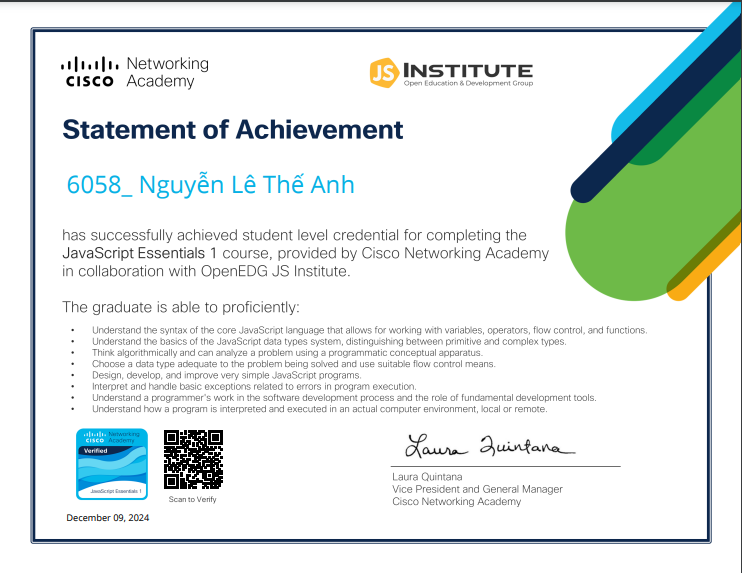 Networking
CISCO Academy
JS INSTITUTE
Open Education & Development Group
Statement of Achievement
6058_ Nguyễn Lê Thế Anh
has successfully achieved student level credential for completing the
JavaScript Essentials 1 course, provided by Cisco Networking Academy
in collaboration with OpenEDG JS Institute.
The graduate is able to proficiently:
• Understand the syntax of the core JavaScript language that allows for working with variables, operators, flow control, and functions.
• Understand the basics of the JavaScript data types system, distinguishing between primitive and complex types.
• Think algorithmically and can analyze a problem using a programmatic conceptual apparatus.
• Choose a data type adequate to the problem being solved and use suitable flow control means.
• Design, develop, and improve very simple JavaScript programs.
• Interpret and handle basic exceptions related to errors in program execution.
• Understand a programmer's work in the software development process and the role of fundamental development tools.
• Understand how a program is interpreted and executed in an actual computer environment, local or remote.
Networking
CISCO Academy
Verified
JavaScript Essentials 1
Scan to Verify
December 09, 2024
Laura Quintana
Laura Quintana
Vice President and General Manager
Cisco Networking Academy